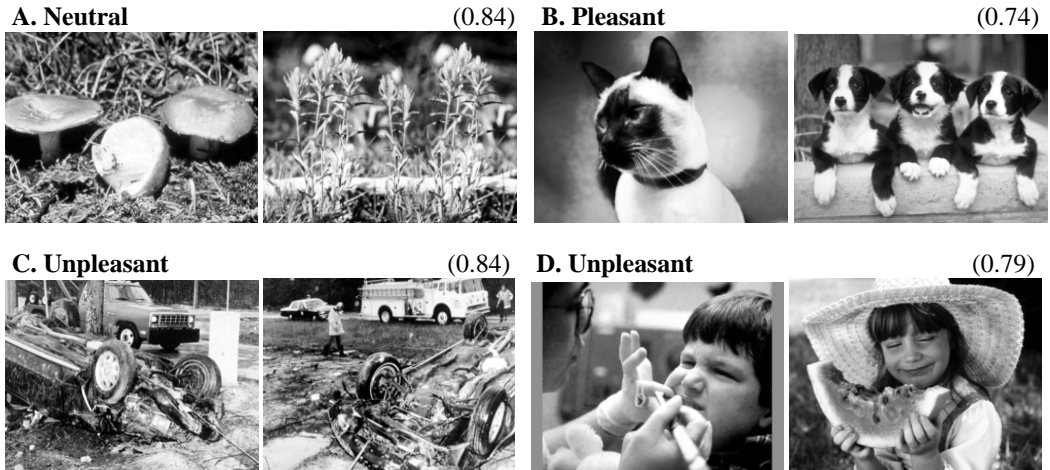 A. Neutral (0.84)
B. Pleasant (0.74)
C. Unpleasant (0.84)
D. Unpleasant (0.79)